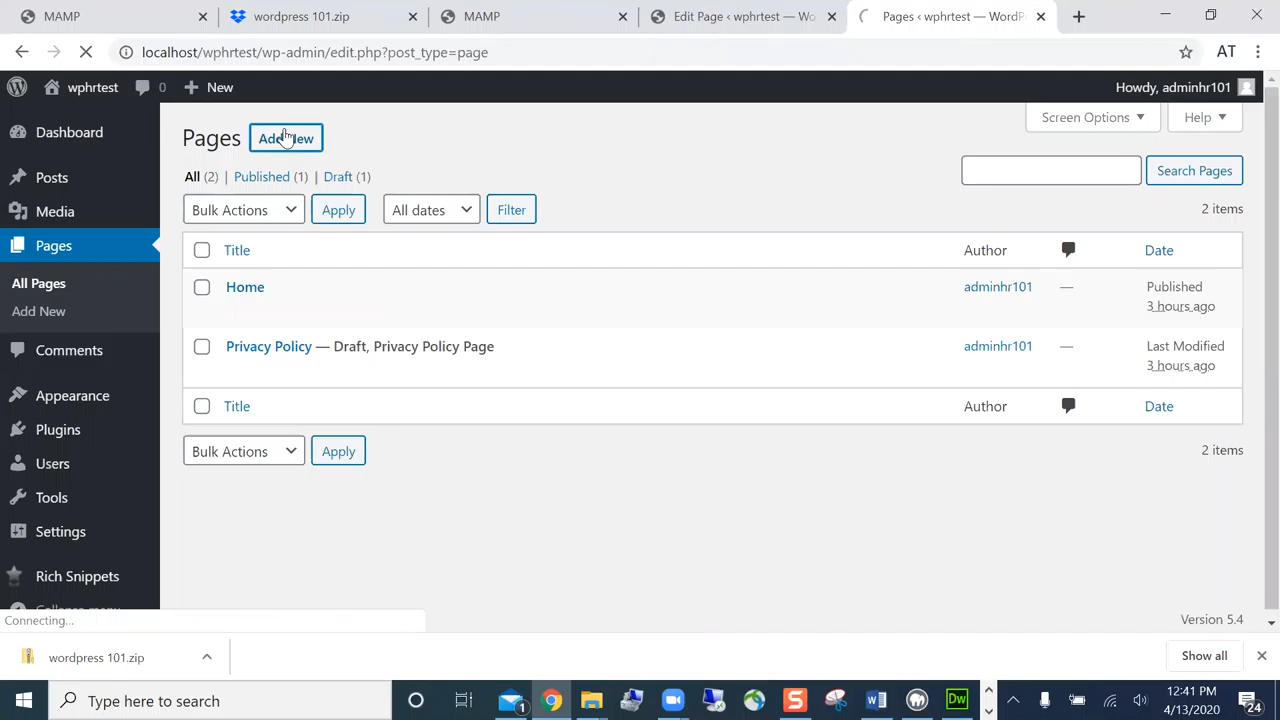 MAMP
wordpress 101.zip
MAMP
Edit Page ‹ wphrtest — Wo
Pages ‹ wphrtest — WordP
localhost/wphrtest/wp-admin/edit.php?post_type=page
AT
wphrtest
0
New
Howdy, adminhr101
Dashboard
Posts
Media
Pages
All Pages
Add New
Comments
Appearance
Plugins
Users
Tools
Settings
Rich Snippets
Collapse menu
Pages
Add New
Screen Options
Help
All (2) | Published (1) | Draft (1)
Search Pages
Bulk Actions
Apply
All dates
Filter
2 items
Title
Author
Date
Home
adminhr101
—
Published
3 hours ago
Privacy Policy — Draft, Privacy Policy Page
adminhr101
—
Last Modified
3 hours ago
Title
Author
Date
Bulk Actions
Apply
2 items
Connecting...
Version 5.4
wordpress 101.zip
Show all
Type here to search
1
S
W
Dw
12:41 PM
4/13/2020
24